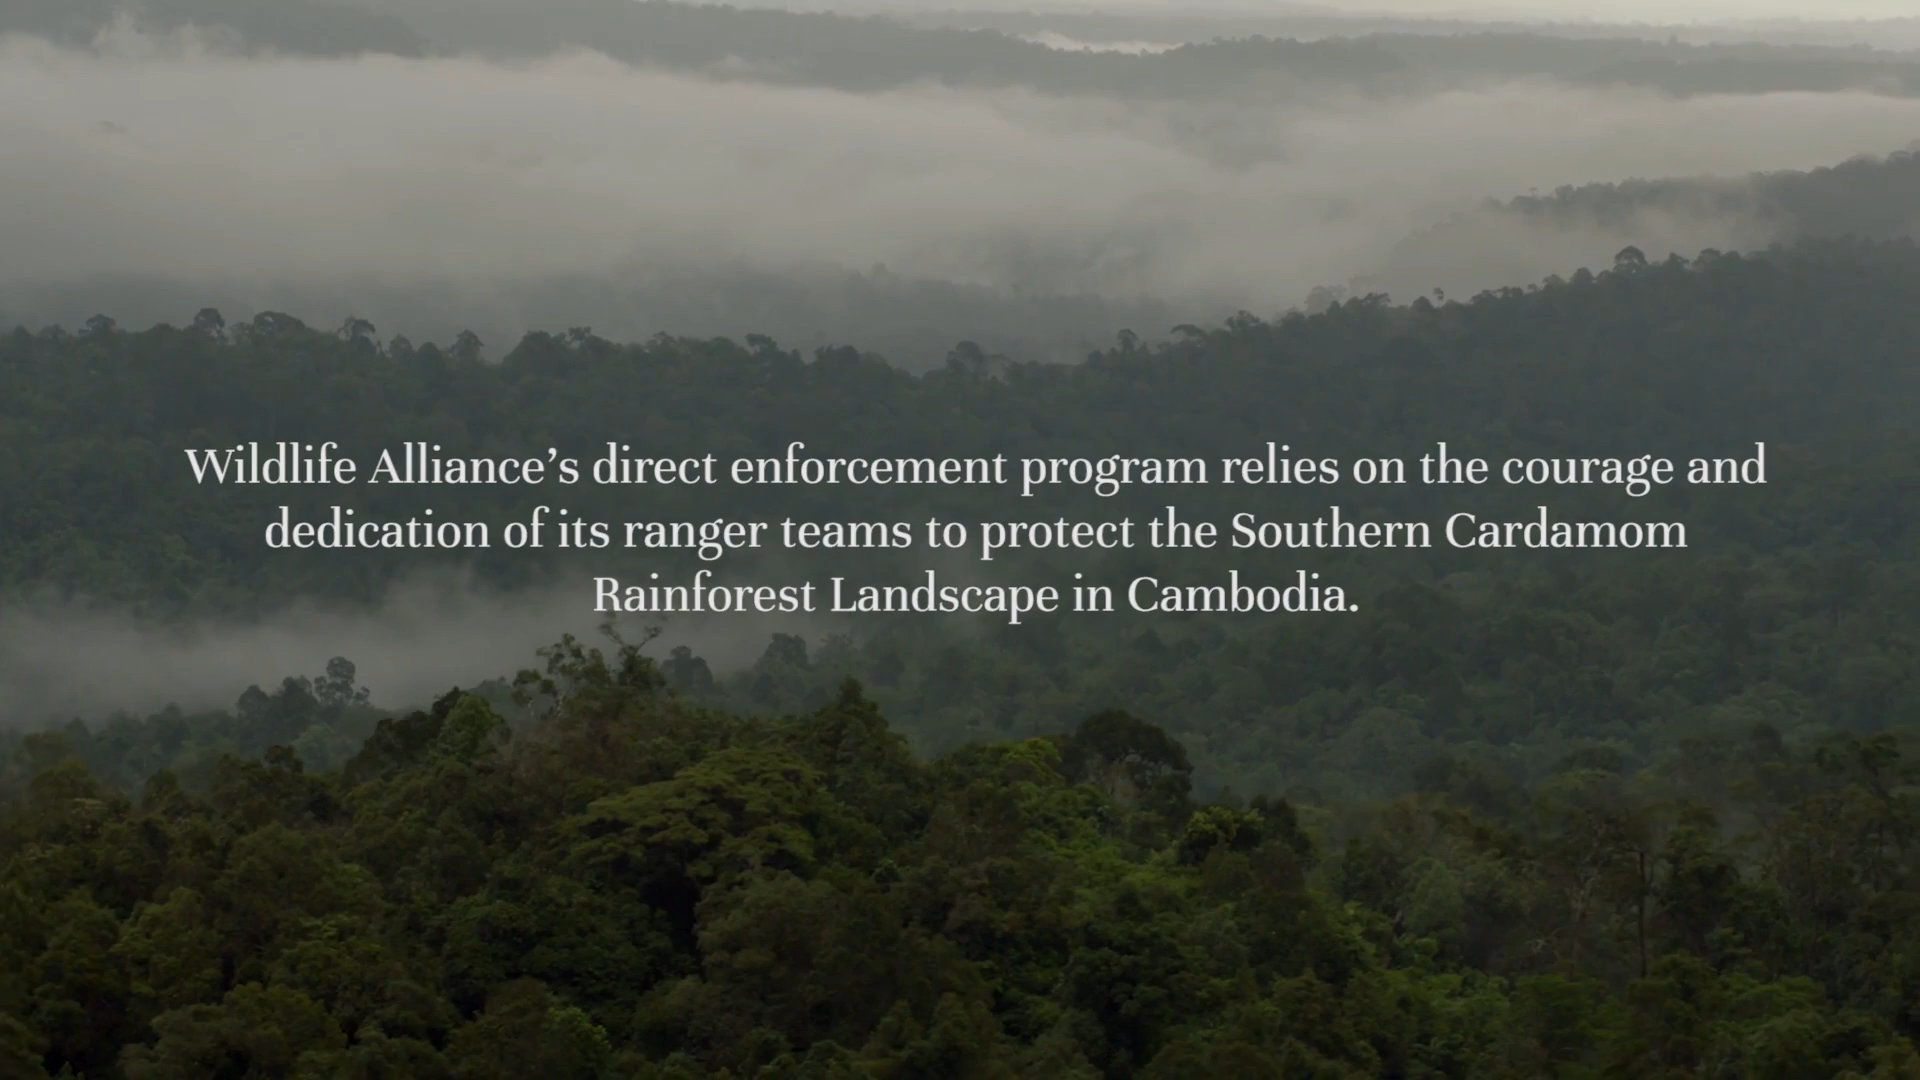 Wildlife Alliance’s direct enforcement program relies on the courage and
dedication of its ranger teams to protect the Southern Cardamom
Rainforest Landscape in Cambodia.